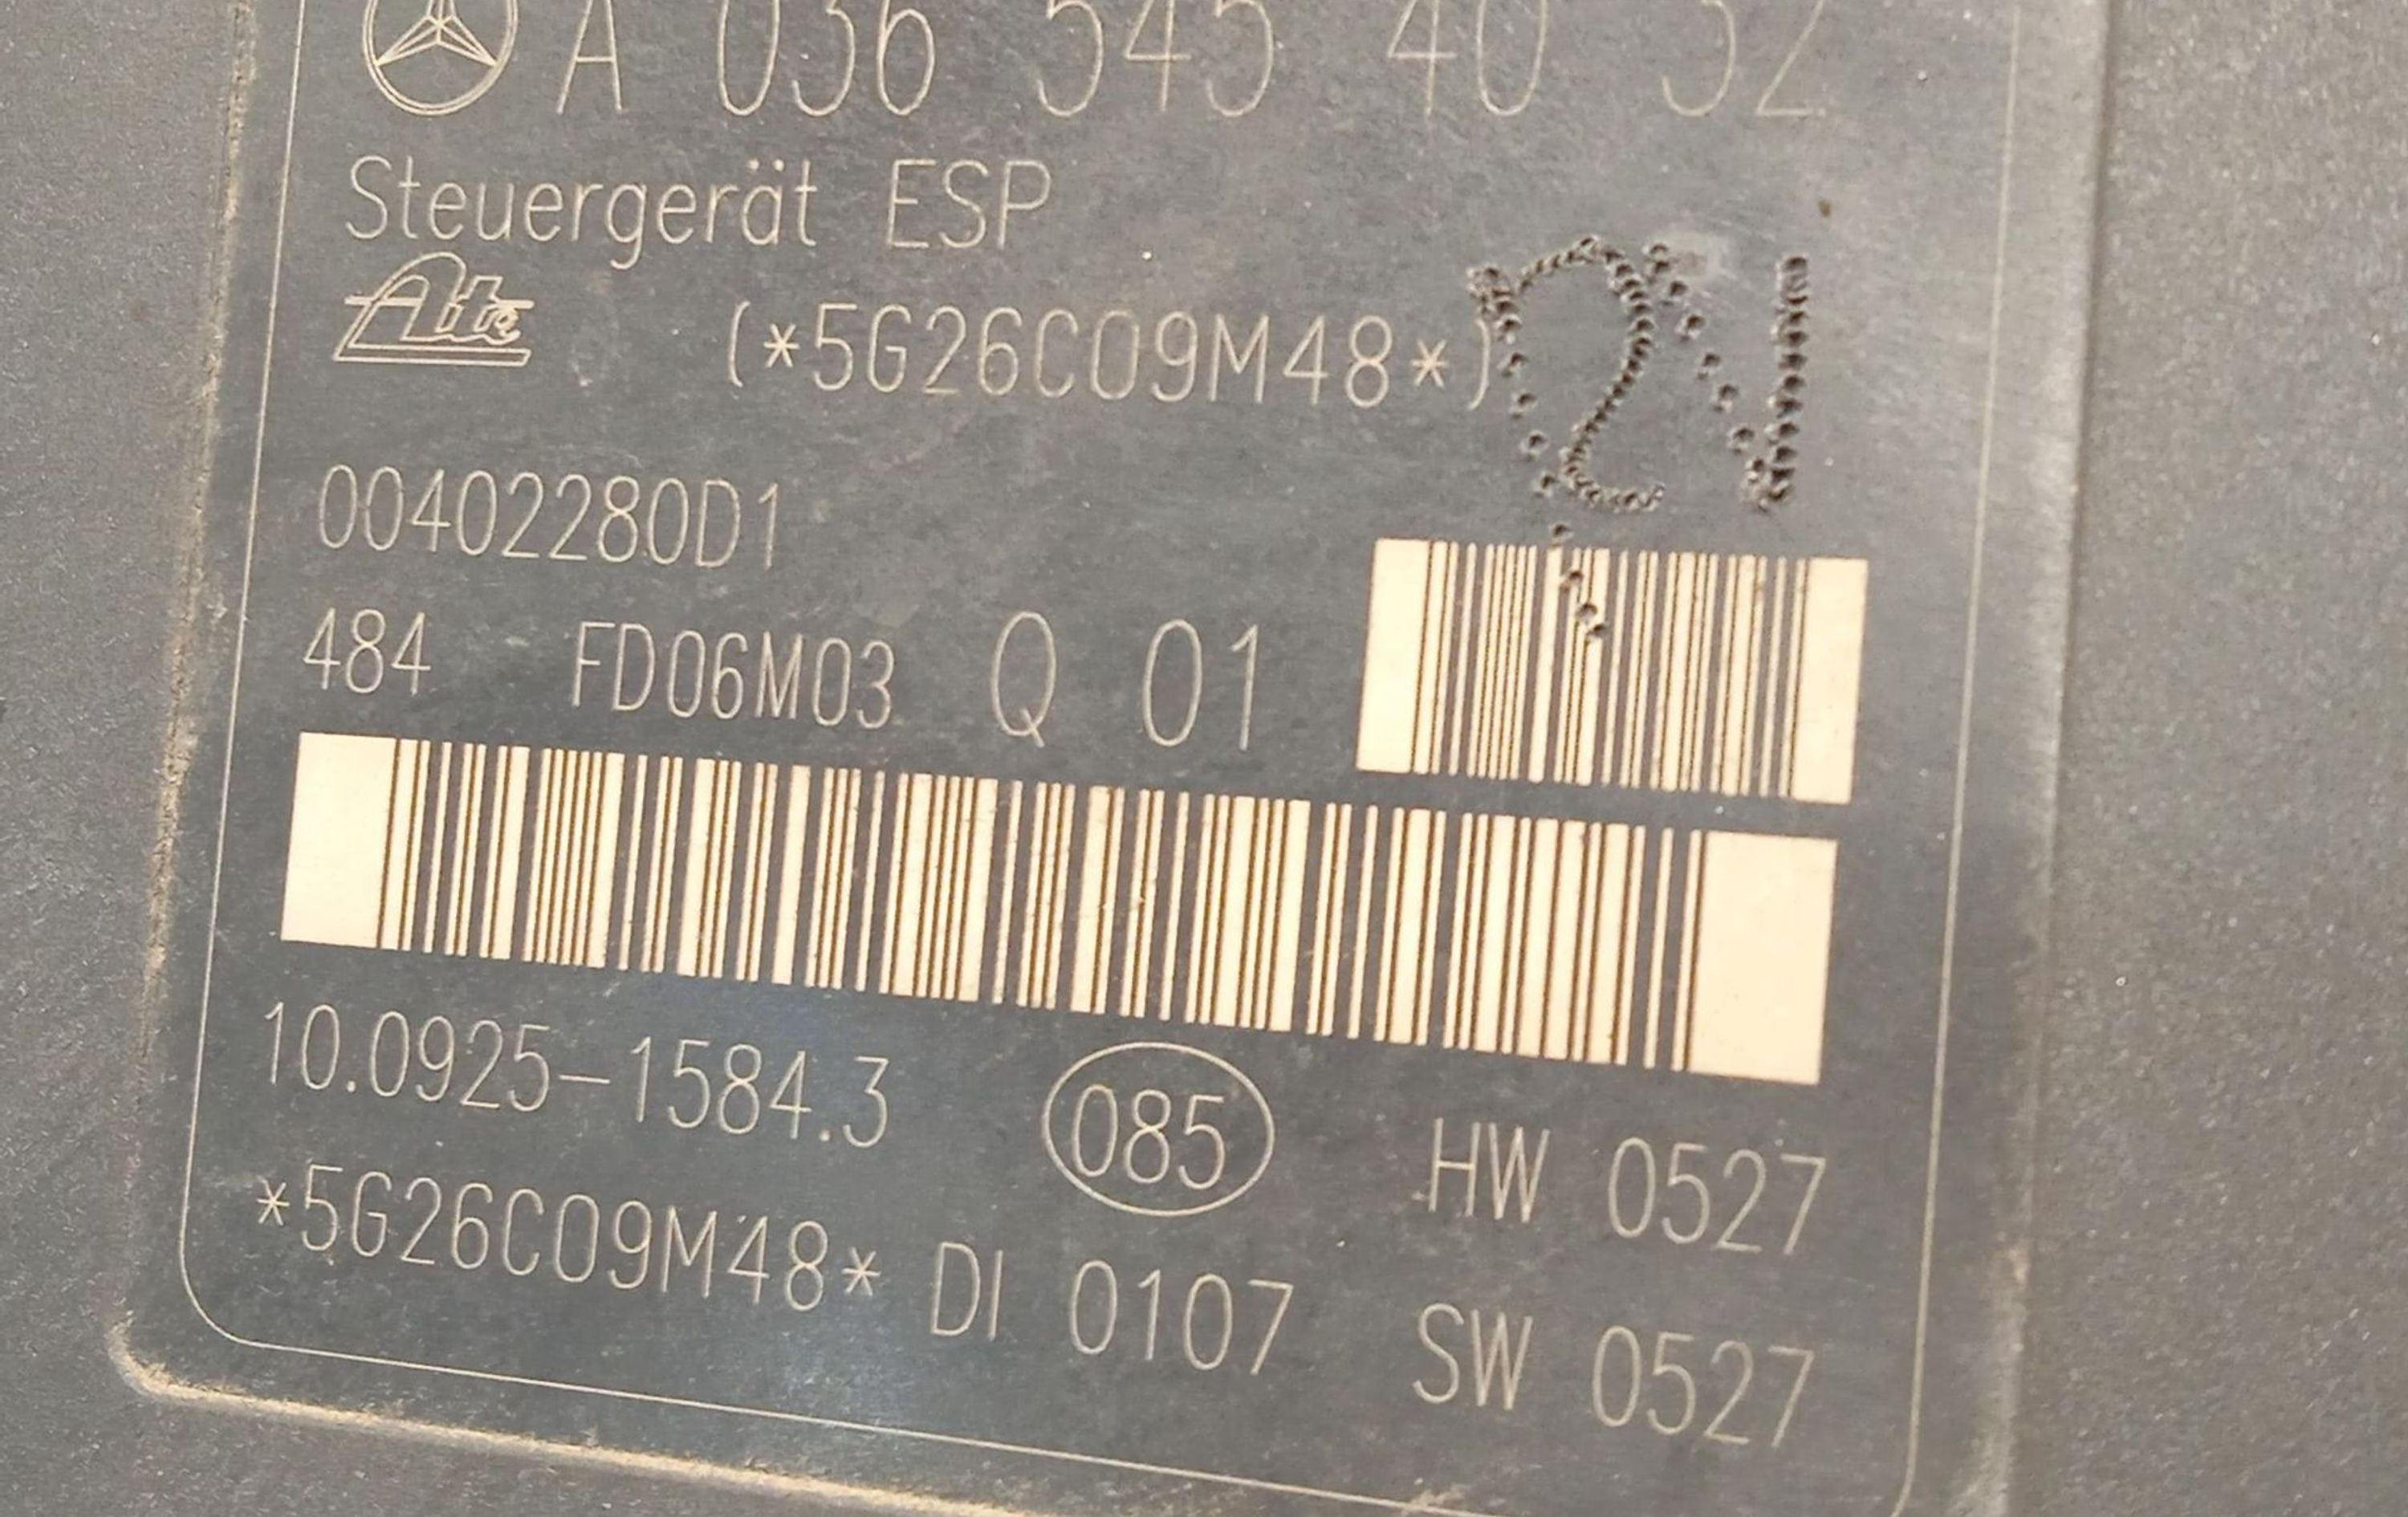 A 036 545 40 32
Steuergerät ESP
Ate (*5G26C09M48*)
00402280D1
484 FD06M03 Q 01
10.0925-1584.3 085 HW 0527
*5G26C09M48* DI 0107 SW 0527